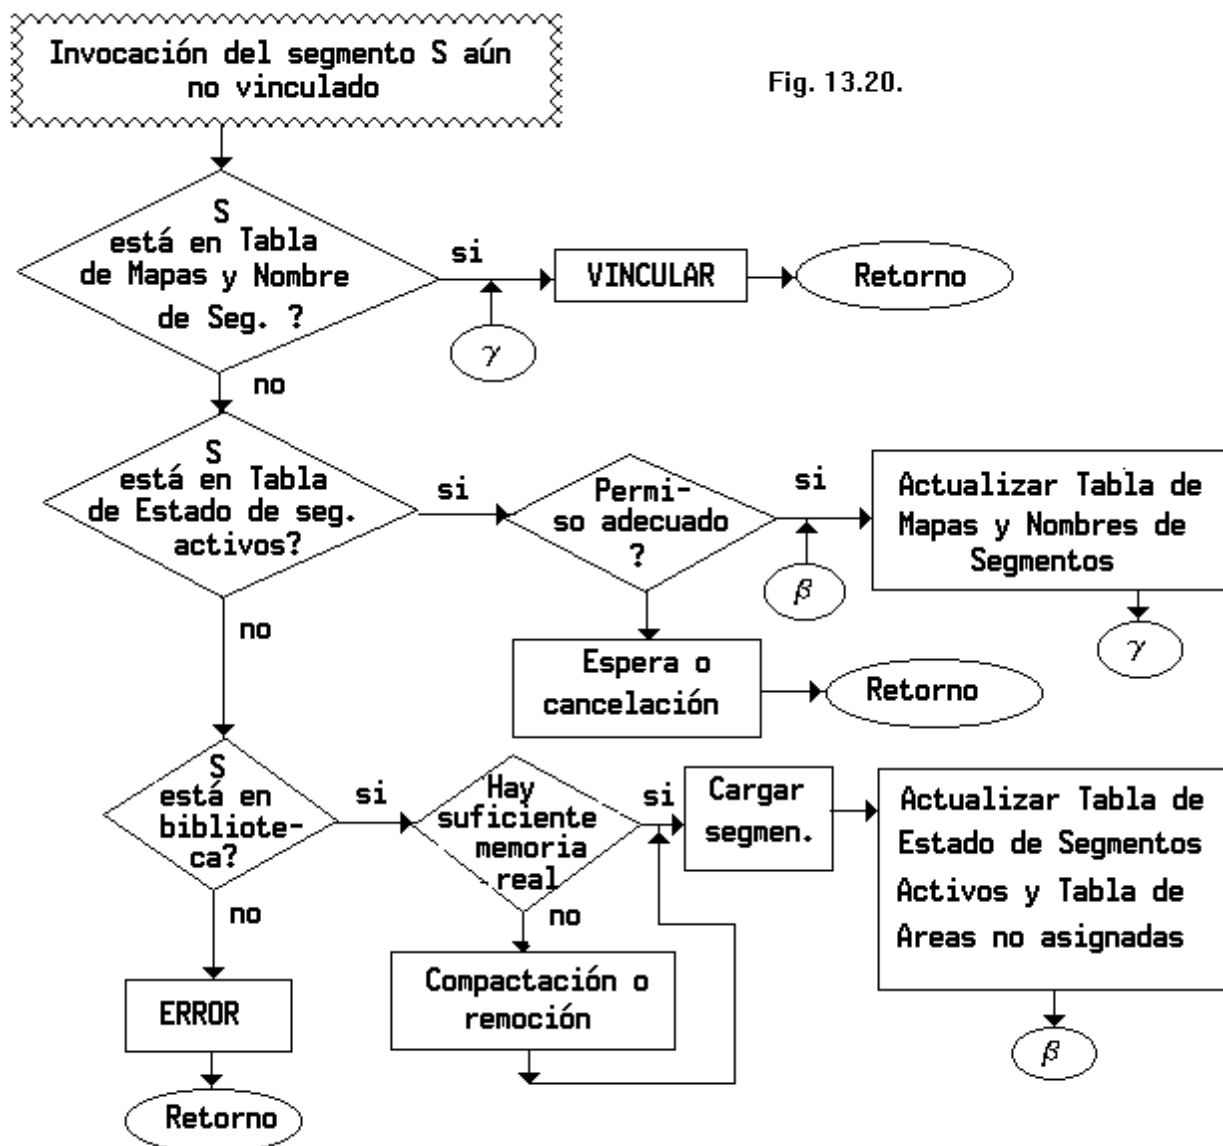 Invocación del segmento S aún
no vinculado
Fig. 13.20.
S
está en Tabla
de Mapas y Nombre
de Seg. ?
si
VINCULAR
Retorno
γ
no
S
está en Tabla
de Estado de seg.
activos?
si
Permi-
so adecuado
?
si
Actualizar Tabla de
Mapas y Nombres de
Segmentos
β
γ
no
Espera o
cancelación
Retorno
S
está en
bibliote-
ca?
si
Hay
suficiente
memoria
real
si
Cargar
segmen.
Actualizar Tabla de
Estado de Segmentos
Activos y Tabla de
Areas no asignadas
no
no
Compactación o
remoción
ERROR
β
Retorno